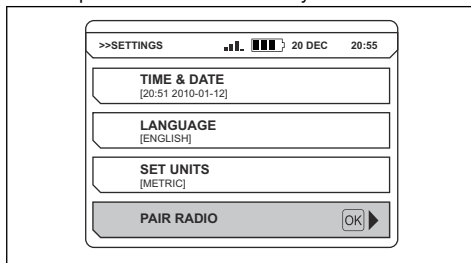 >>SETTINGS 20 DEC 20:55
TIME & DATE
[20:51 2010-01-12]
LANGUAGE
[ENGLISH]
SET UNITS
[METRIC]
PAIR RADIO OK